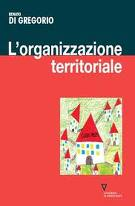 RENATO
DI GREGORIO
L'organizzazione
territoriale